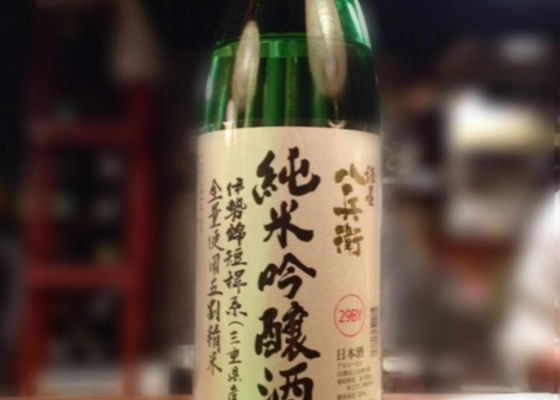 酒屋
八兵衛
純米吟醸酒
伊勢錦短稈系(三重県産
全量使用五割精米
29BY
日本酒